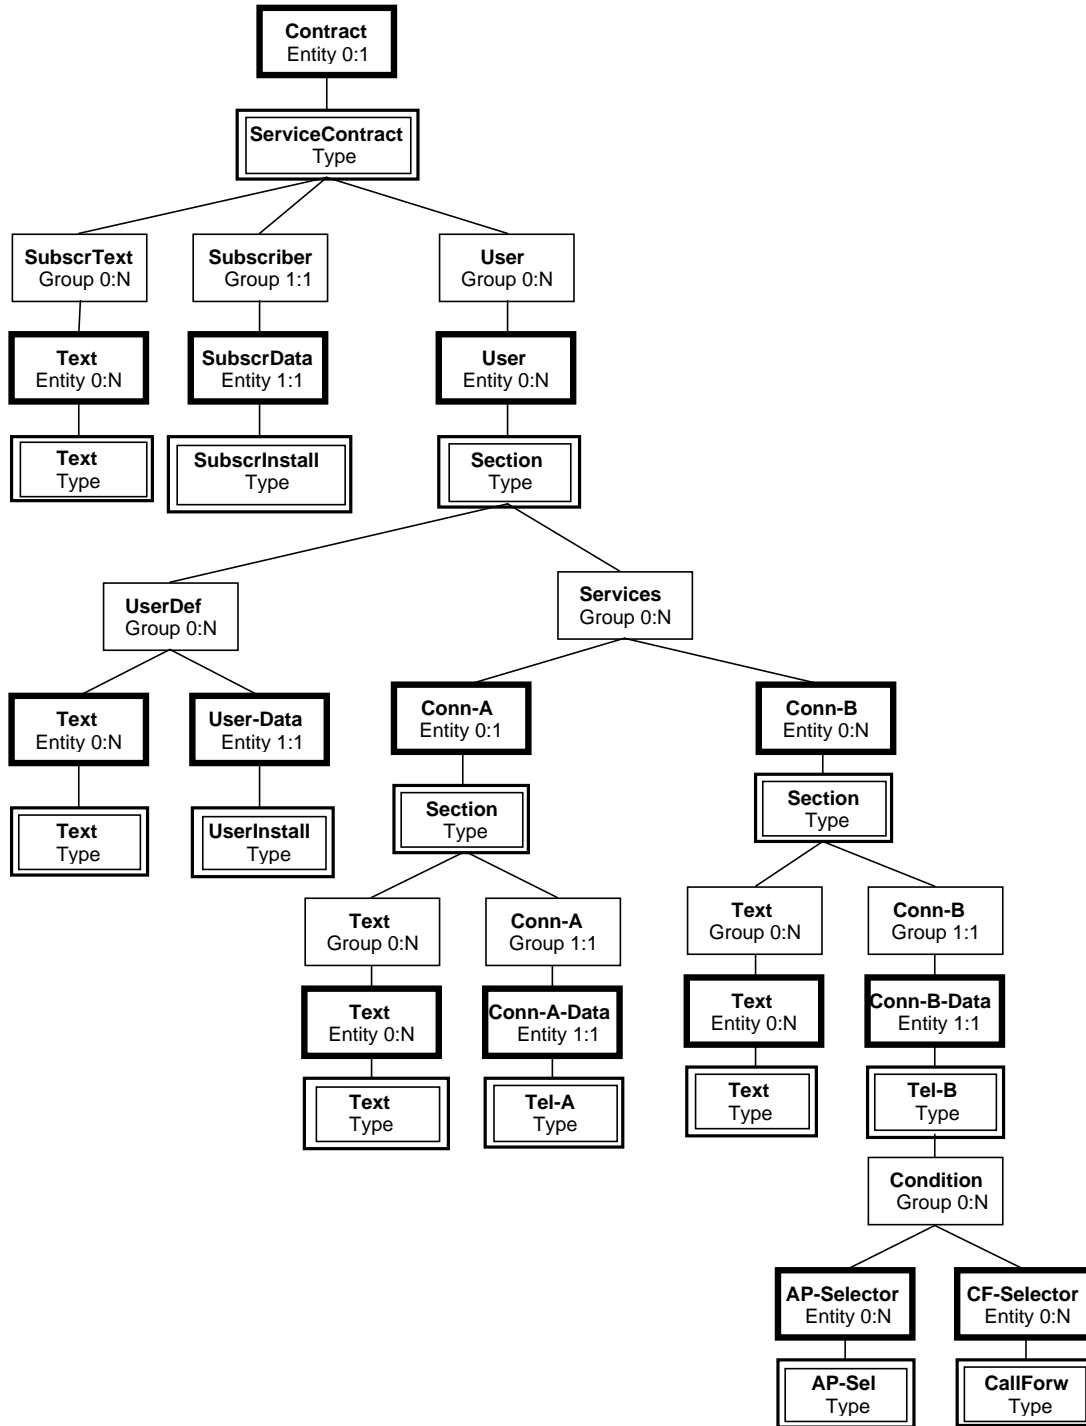 Contract
Entity 0:1
ServiceContract
Type
SubscrText
Group 0:N
Subscriber
Group 1:1
User
Group 0:N
Text
Entity 0:N
SubscrData
Entity 1:1
User
Entity 0:N
Text
Type
SubscrInstall
Type
Section
Type
UserDef
Group 0:N
Services
Group 0:N
Text
Entity 0:N
User-Data
Entity 1:1
Conn-A
Entity 0:1
Conn-B
Entity 0:N
Text
Type
UserInstall
Type
Section
Type
Section
Type
Text
Group 0:N
Conn-A
Group 1:1
Text
Group 0:N
Conn-B
Group 1:1
Text
Entity 0:N
Conn-A-Data
Entity 1:1
Text
Entity 0:N
Conn-B-Data
Entity 1:1
Text
Type
Tel-A
Type
Text
Type
Tel-B
Type
Condition
Group 0:N
AP-Selector
Entity 0:N
CF-Selector
Entity 0:N
AP-Sel
Type
CallForw
Type